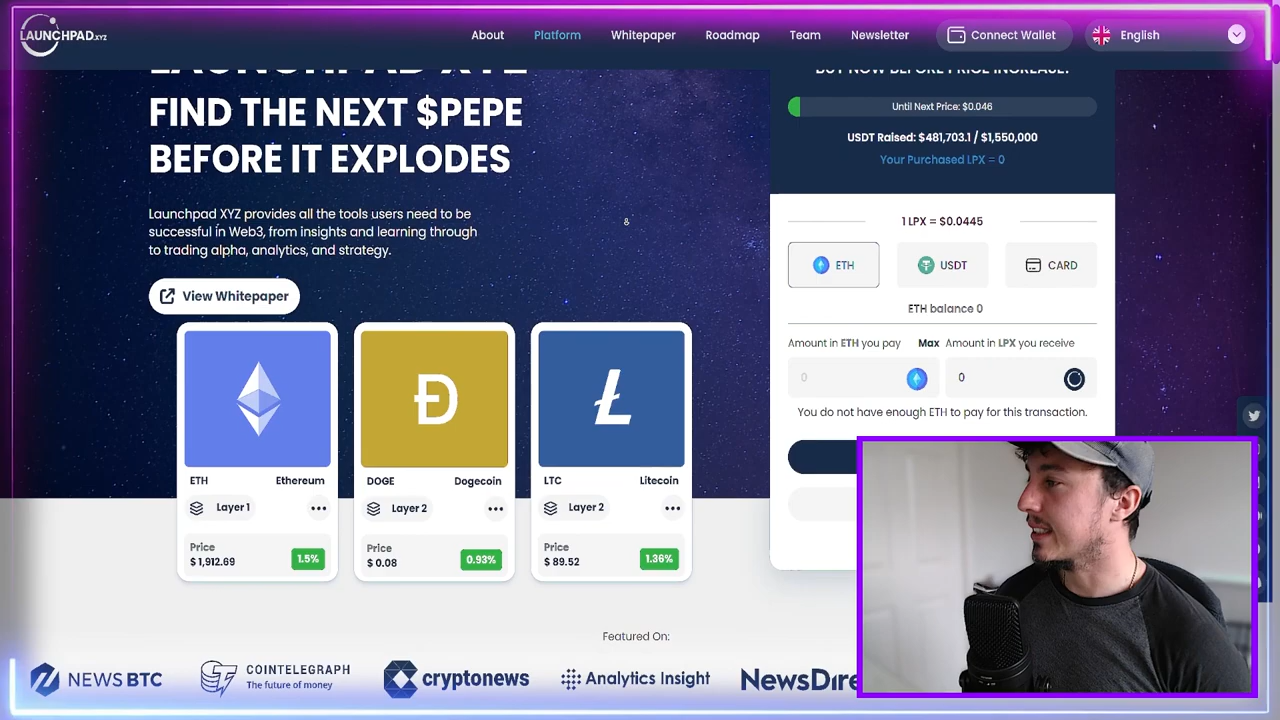 LAUNCHPAD.XYZ
About
Platform
Whitepaper
Roadmap
Team
Newsletter
Connect Wallet
English
LAUNCHPAD XYZ
FIND THE NEXT $PEPE
BEFORE IT EXPLODES
Launchpad XYZ provides all the tools users need to be
successful in Web3, from insights and learning through
to trading alpha, analytics, and strategy.
View Whitepaper
ETH Ethereum
Layer 1
Price
$ 1,912.69
1.5%
DOGE Dogecoin
Layer 2
Price
$ 0.08
0.93%
LTC Litecoin
Layer 2
Price
$ 89.52
1.36%
BUY NOW BEFORE PRICE INCREASE!
Until Next Price: $0.046
USDT Raised: $481,703.1 / $1,550,000
Your Purchased LPX = 0
1 LPX = $0.0445
ETH
USDT
CARD
ETH balance 0
Amount in ETH you pay Max
Amount in LPX you receive
0
0
You do not have enough ETH to pay for this transaction.
Featured On:
NEWSBTC
COINTELEGRAPH
The future of money
cryptonews
Analytics Insight
NewsDire